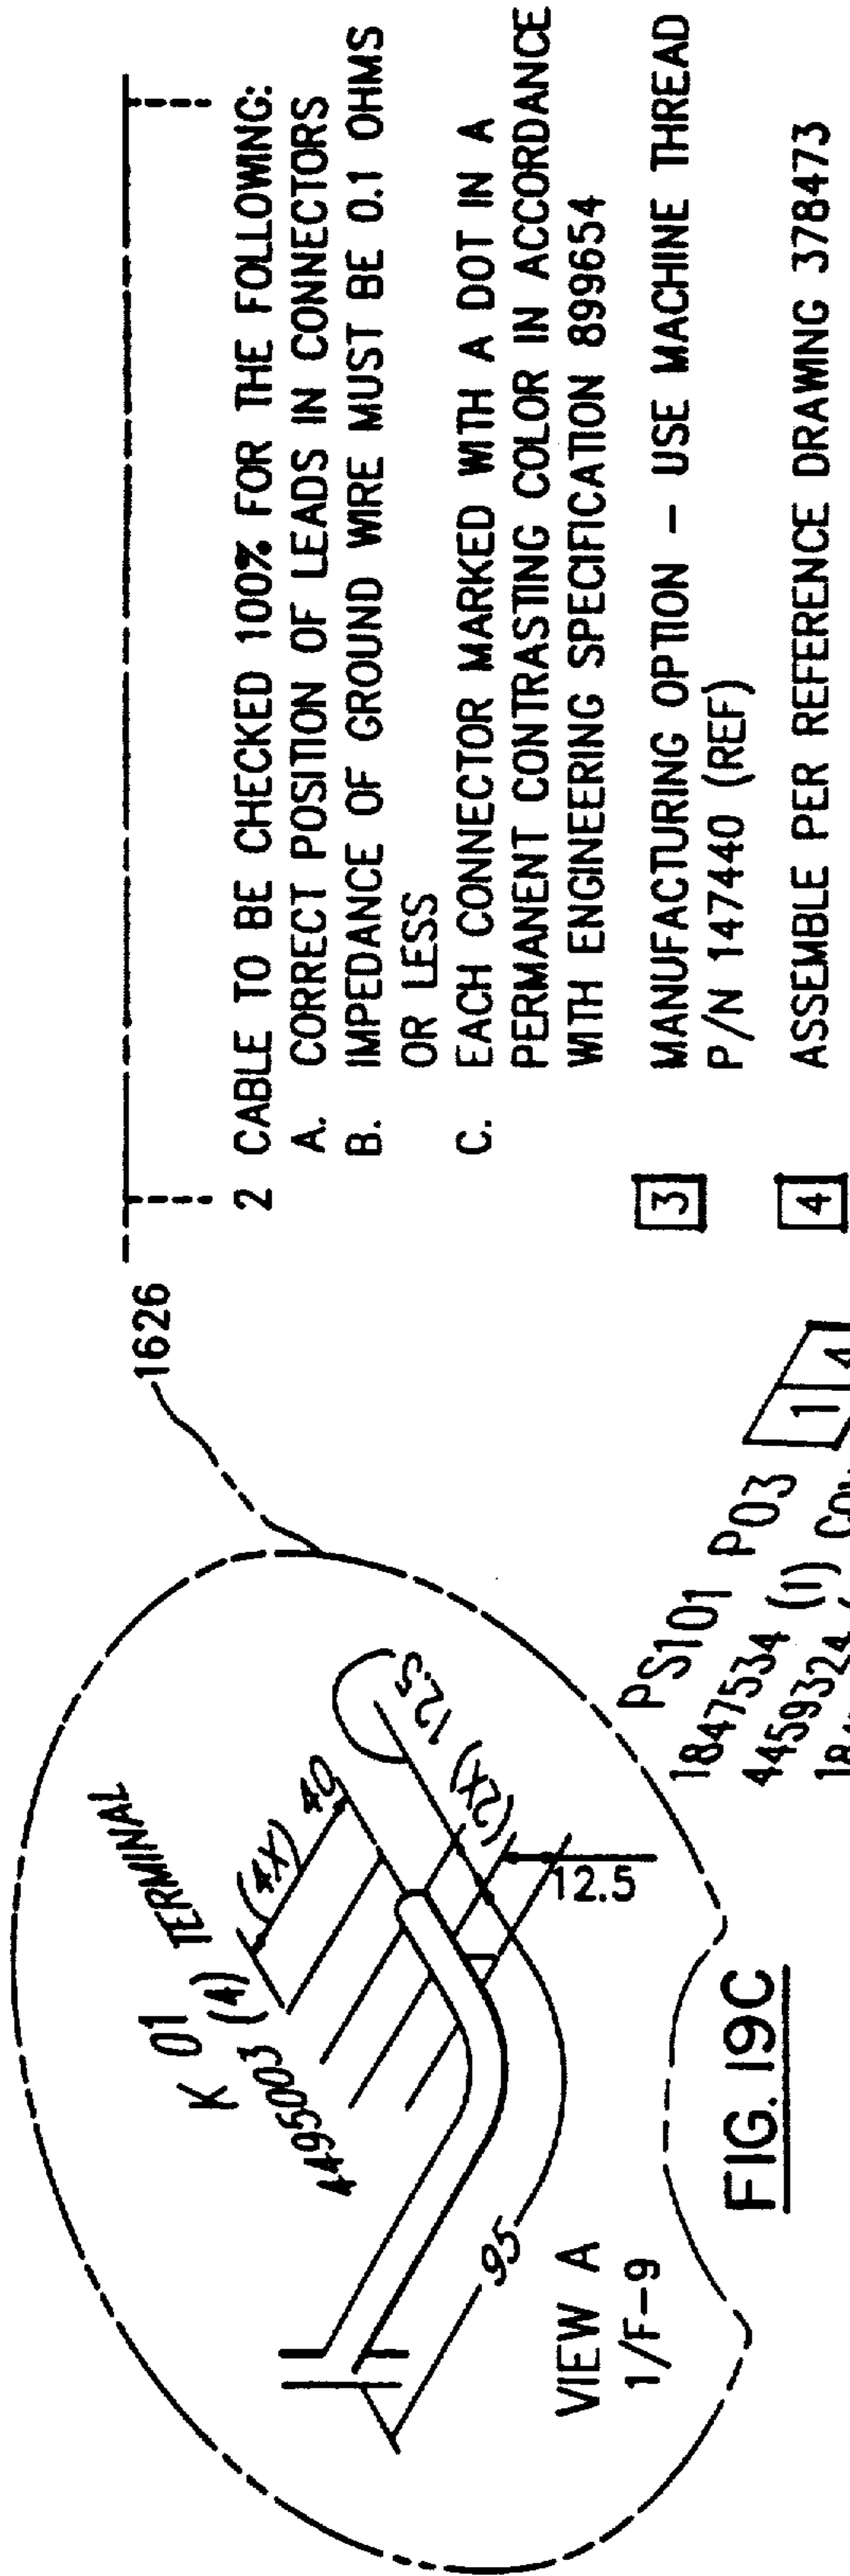 1626
2 CABLE TO BE CHECKED 100% FOR THE FOLLOWING:
A. CORRECT POSITION OF LEADS IN CONNECTORS
B. IMPEDANCE OF GROUND WIRE MUST BE 0.1 OHMS
OR LESS
C. EACH CONNECTOR MARKED WITH A DOT IN A
PERMANENT CONTRASTING COLOR IN ACCORDANCE
WITH ENGINEERING SPECIFICATION 899654
3 MANUFACTURING OPTION - USE MACHINE THREAD
P/N 147440 (REF)
4 ASSEMBLE PER REFERENCE DRAWING 378473
K 01
4495003 (4) TERMINAL
(4X) 40
12.5
(2X)
12.5
95
VIEW A
1/F-9
PS101 P03
1847534 (1)
4459324
1 4
FIG. 19C